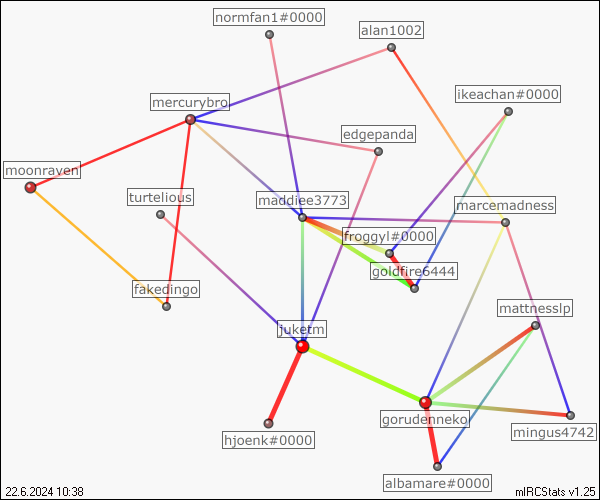 normfan1#0000
alan1002
ikeachan#0000
mercurybro
edgepanda
moonraven
turtelious
maddiee3773
marcemadness
froggyl#0000
goldfire6444
fakedingo
mattnesslp
juketm
gorudenneko
mingus4742
hjoenk#0000
albamare#0000
22.6.2024 10:38
mIRCStats v1.25